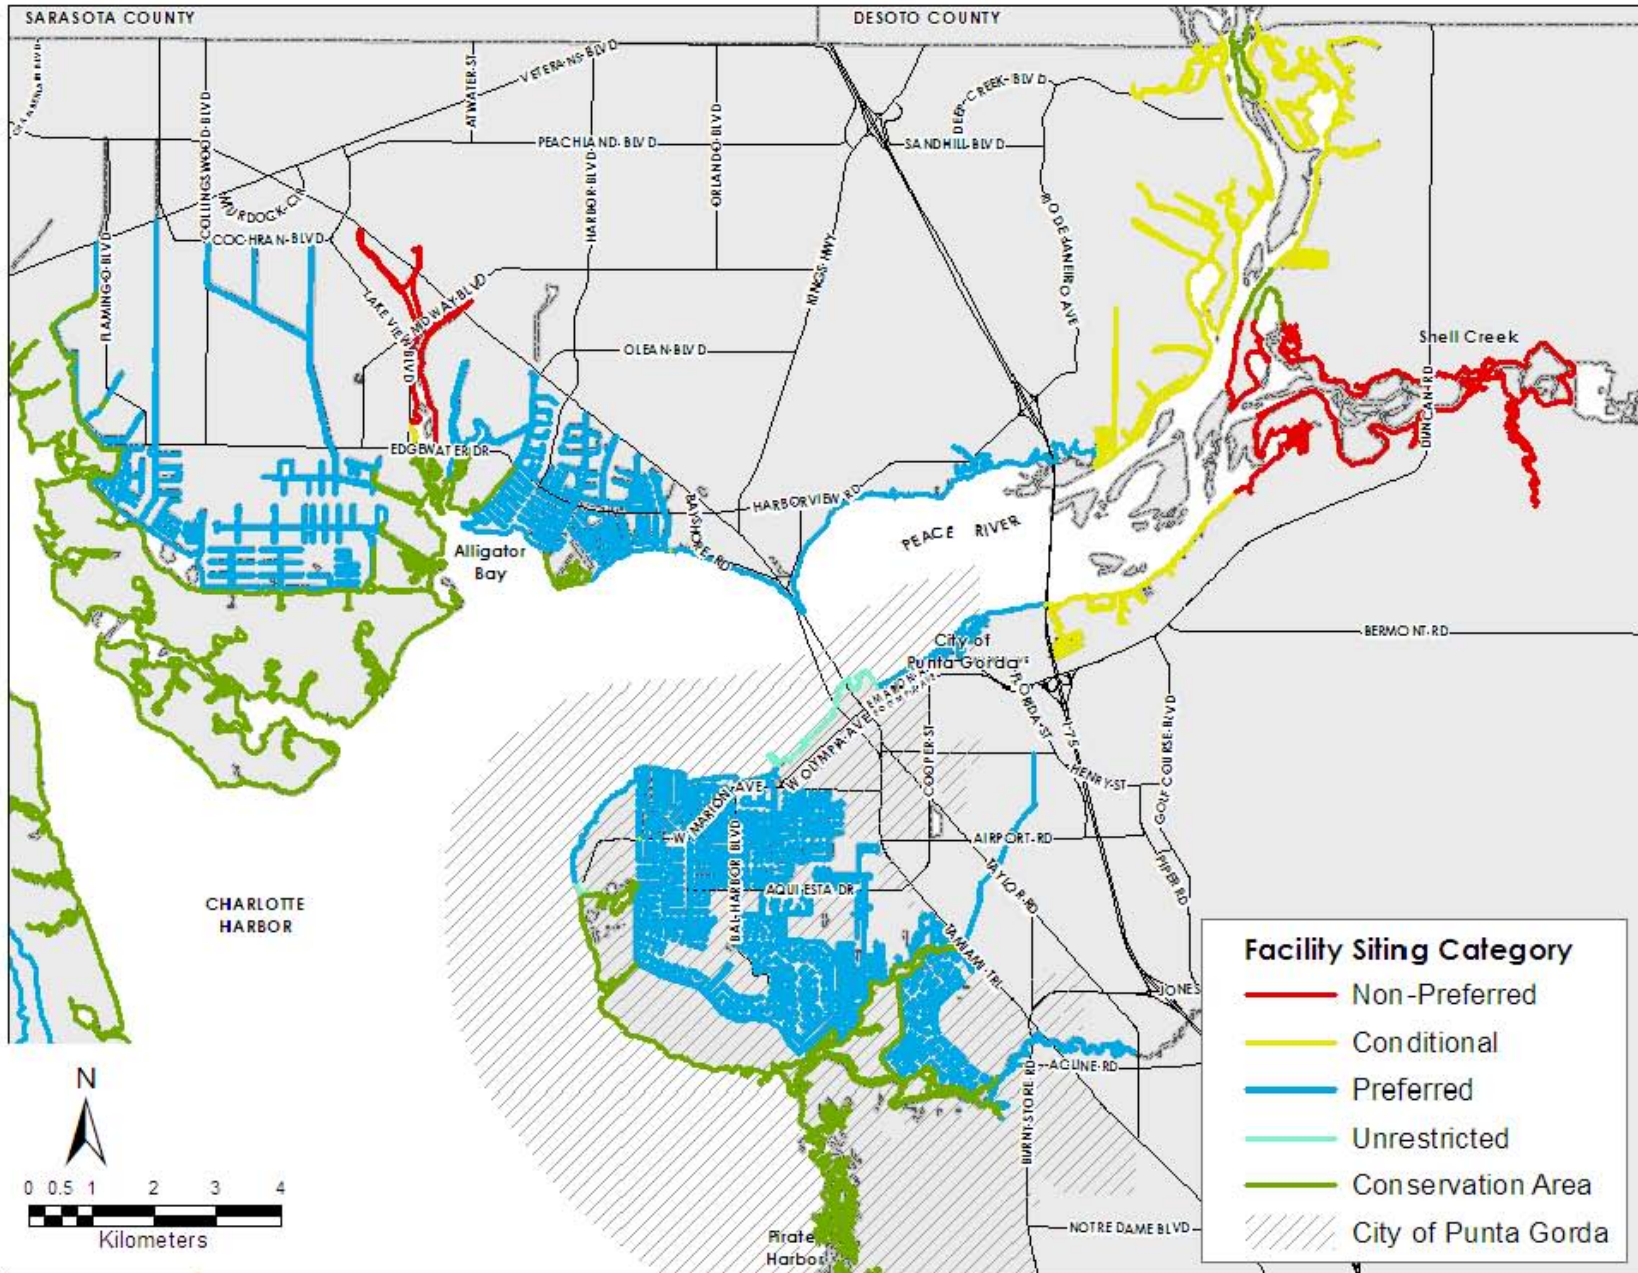 SARASOTA COUNTY
DESOTO COUNTY
VETERANS BLVD
ATWATER ST
DEEP CREEK BLVD
COLLINGSWOOD BLVD
PEACHLAND BLVD
HARBOR BLVD
ORLANDO BLVD
SANDHILL BLVD
MURDOCK CIR
COCHRAN BLVD
FLAMINGO BLVD
RIO DE JANEIRO AVE
KINGS HWY
LAKE VIEW BLVD
MIDWAY BLVD
OLEAN BLVD
Shell Creek
DUNCAN RD
EDGEWATER DR
HARBORVIEW RD
BAYSHORE RD
PEACE RIVER
Alligator
Bay
City of
Punta Gorda
BERMONT RD
W OLYMPIA AVE
COOPER ST
I-75
GOLF COURSE BLVD
HENRY ST
W MARION AVE
BAL HARBOR BLVD
AIRPORT RD
TAYLOR RD
PIPER RD
AQUI ESTA DR
CHARLOTTE
HARBOR
TAMIAMI TRL
JONES
ACLINE RD
BURNT STORE RD
NOTRE DAME BLVD
Pirate
Harbor
N
0 0.5 1 2 3 4
Kilometers
Facility Siting Category
Non-Preferred
Conditional
Preferred
Unrestricted
Conservation Area
City of Punta Gorda